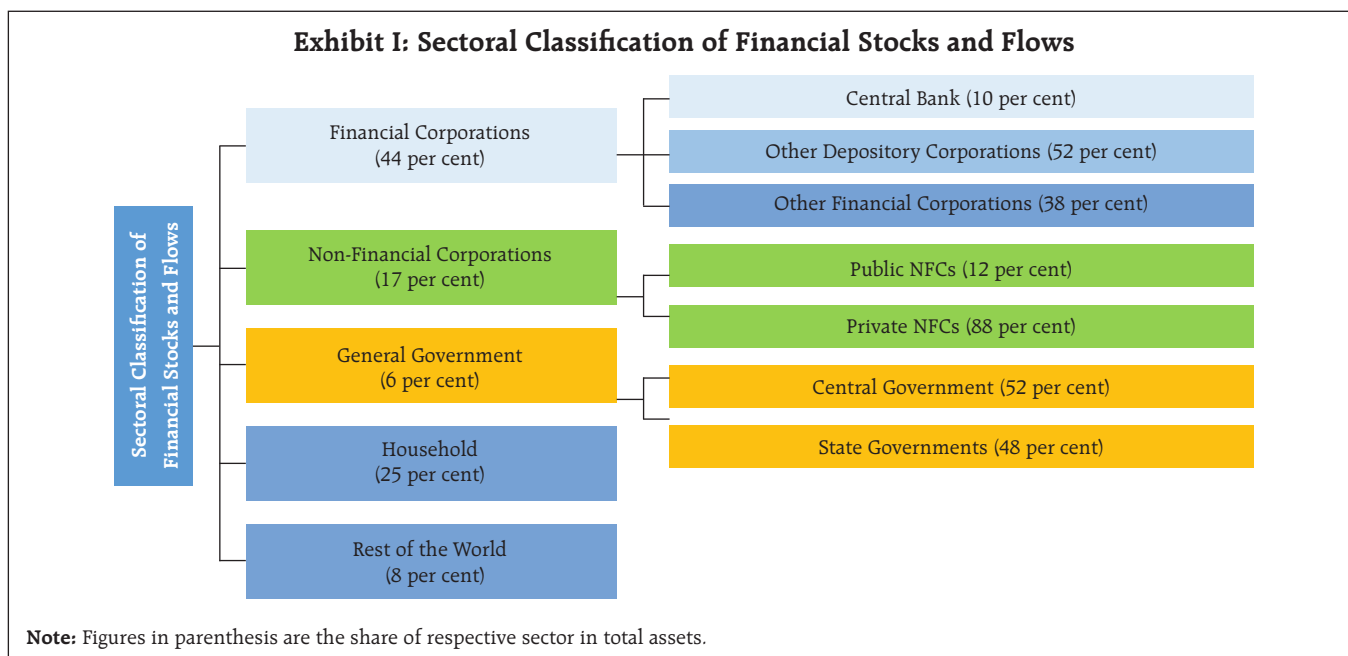 Exhibit I: Sectoral Classification of Financial Stocks and Flows
Sectoral Classification of
Financial Stocks and Flows
Financial Corporations
(44 per cent)
Central Bank (10 per cent)
Other Depository Corporations (52 per cent)
Other Financial Corporations (38 per cent)
Non-Financial Corporations
(17 per cent)
Public NFCs (12 per cent)
Private NFCs (88 per cent)
General Government
(6 per cent)
Central Government (52 per cent)
State Governments (48 per cent)
Household
(25 per cent)
Rest of the World
(8 per cent)
Note: Figures in parenthesis are the share of respective sector in total assets.